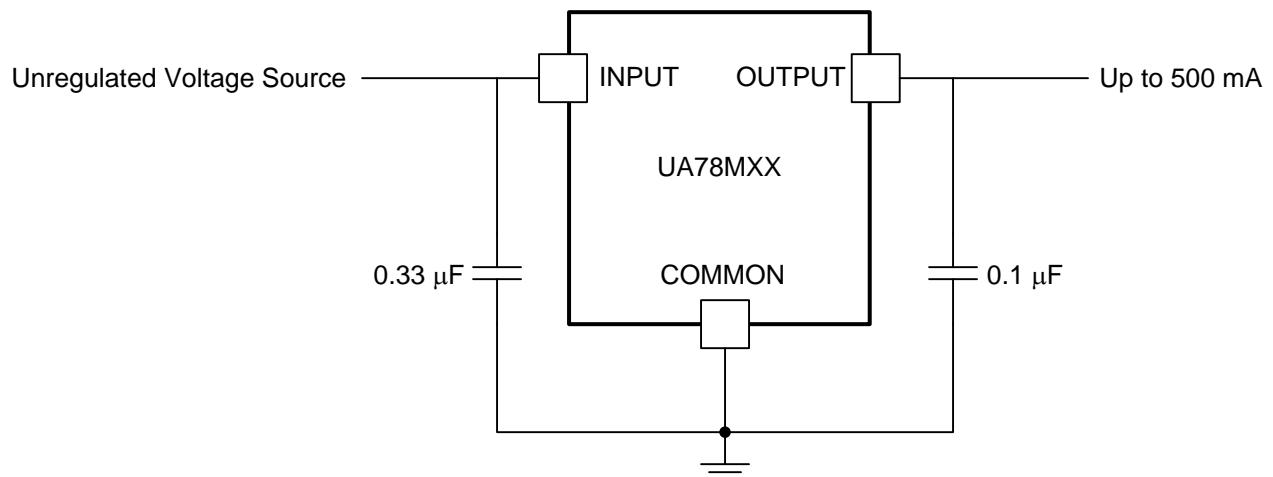 Unregulated Voltage Source
INPUT
OUTPUT
Up to 500 mA
UA78MXX
0.33 μF
COMMON
0.1 μF